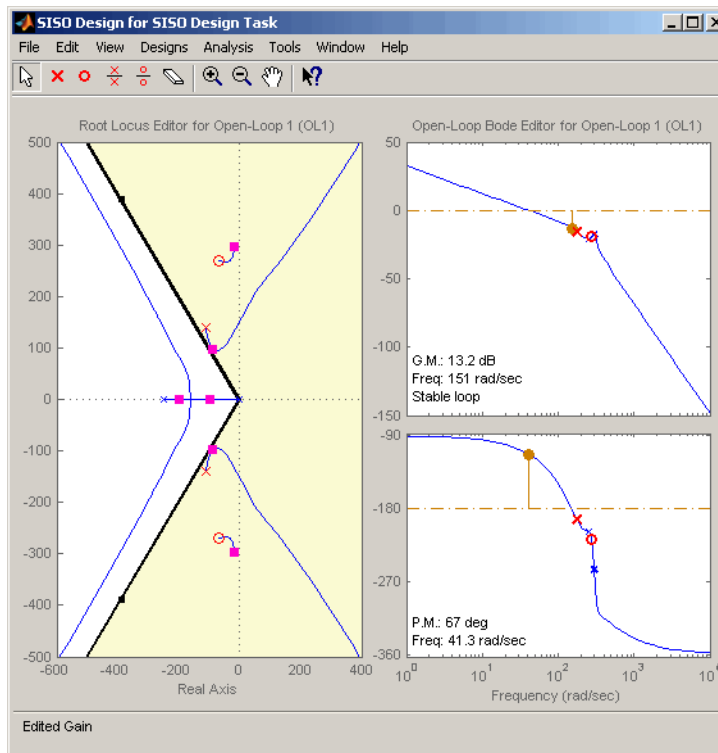 SISO Design for SISO Design Task
File Edit View Designs Analysis Tools Window Help
Root Locus Editor for Open-Loop 1 (OL1)
500
400
300
200
100
0
-100
-200
-300
-400
-500
-600 -400 -200 0 200 400
Real Axis
Open-Loop Bode Editor for Open-Loop 1 (OL1)
50
0
-50
-100
-150
G.M.: 13.2 dB
Freq: 151 rad/sec
Stable loop
-90
-180
-270
-360
P.M.: 67 deg
Freq: 41.3 rad/sec
10^0 10^1 10^2 10^3 10^4
Frequency (rad/sec)
Edited Gain